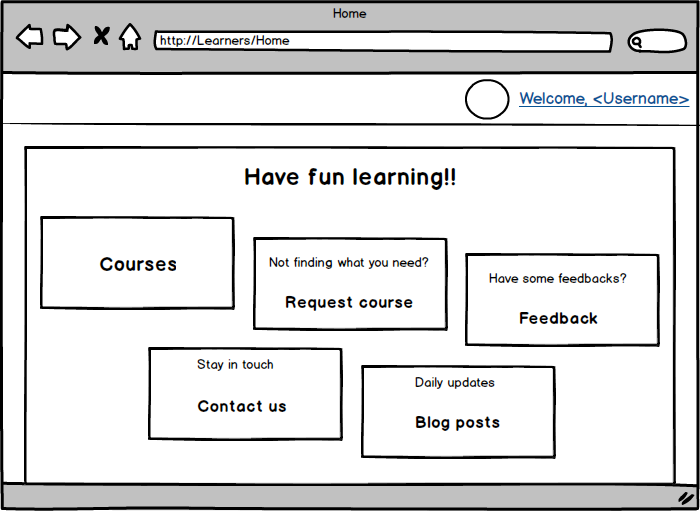 Home
http://Learners/Home
Welcome, <Username>
Have fun learning!!
Courses
Not finding what you need?
Request course
Have some feedbacks?
Feedback
Stay in touch
Contact us
Daily updates
Blog posts